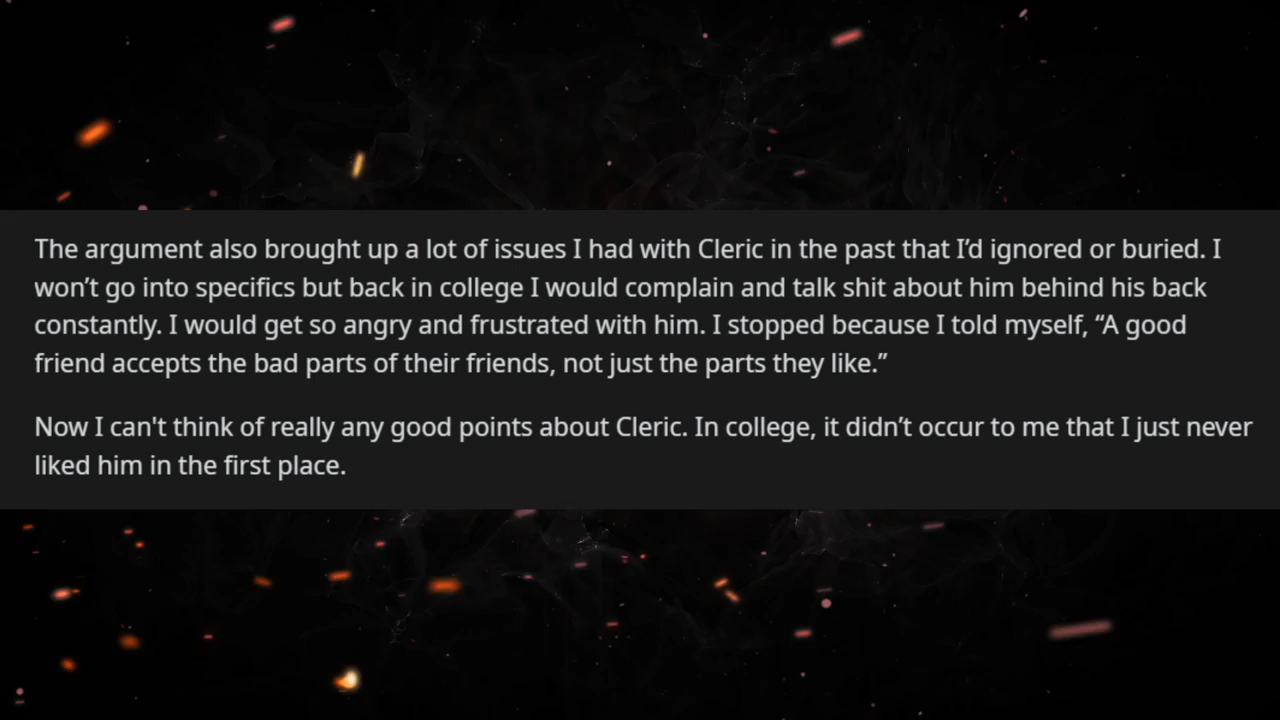 The argument also brought up a lot of issues I had with Cleric in the past that I’d ignored or buried. I
won’t go into specifics but back in college I would complain and talk shit about him behind his back
constantly. I would get so angry and frustrated with him. I stopped because I told myself, “A good
friend accepts the bad parts of their friends, not just the parts they like.”
Now I can't think of really any good points about Cleric. In college, it didn’t occur to me that I just never
liked him in the first place.